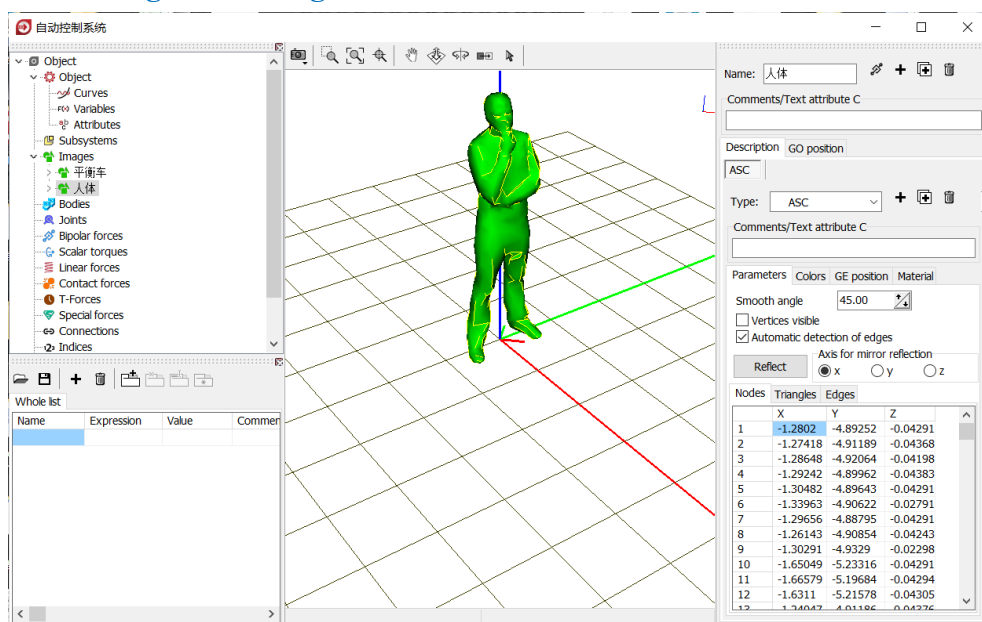 自动控制系统
Object
Object
Curves
F(x) Variables
Attributes
Subsystems
Images
平衡车
人体
Bodies
Joints
Bipolar forces
Scalar torques
Linear forces
Contact forces
T-Forces
Special forces
Connections
Indices
Whole list
Name Expression Value Commen
Name: 人体
Comments/Text attribute C
Description GO position
ASC
Type: ASC
Comments/Text attribute C
Parameters Colors GE position Material
Smooth angle 45.00
Vertices visible
Automatic detection of edges
Reflect Axis for mirror reflection
x y z
Nodes Triangles Edges
X Y Z
1 -1.2802 -4.89252 -0.04291
2 -1.27418 -4.91189 -0.04368
3 -1.28648 -4.92064 -0.04198
4 -1.29242 -4.89962 -0.04383
5 -1.30482 -4.89643 -0.04291
6 -1.33963 -4.90622 -0.02791
7 -1.29656 -4.88795 -0.04291
8 -1.26143 -4.90854 -0.04243
9 -1.30291 -4.9329 -0.02298
10 -1.65049 -5.23316 -0.04291
11 -1.66579 -5.19684 -0.04294
12 -1.6311 -5.21578 -0.04305